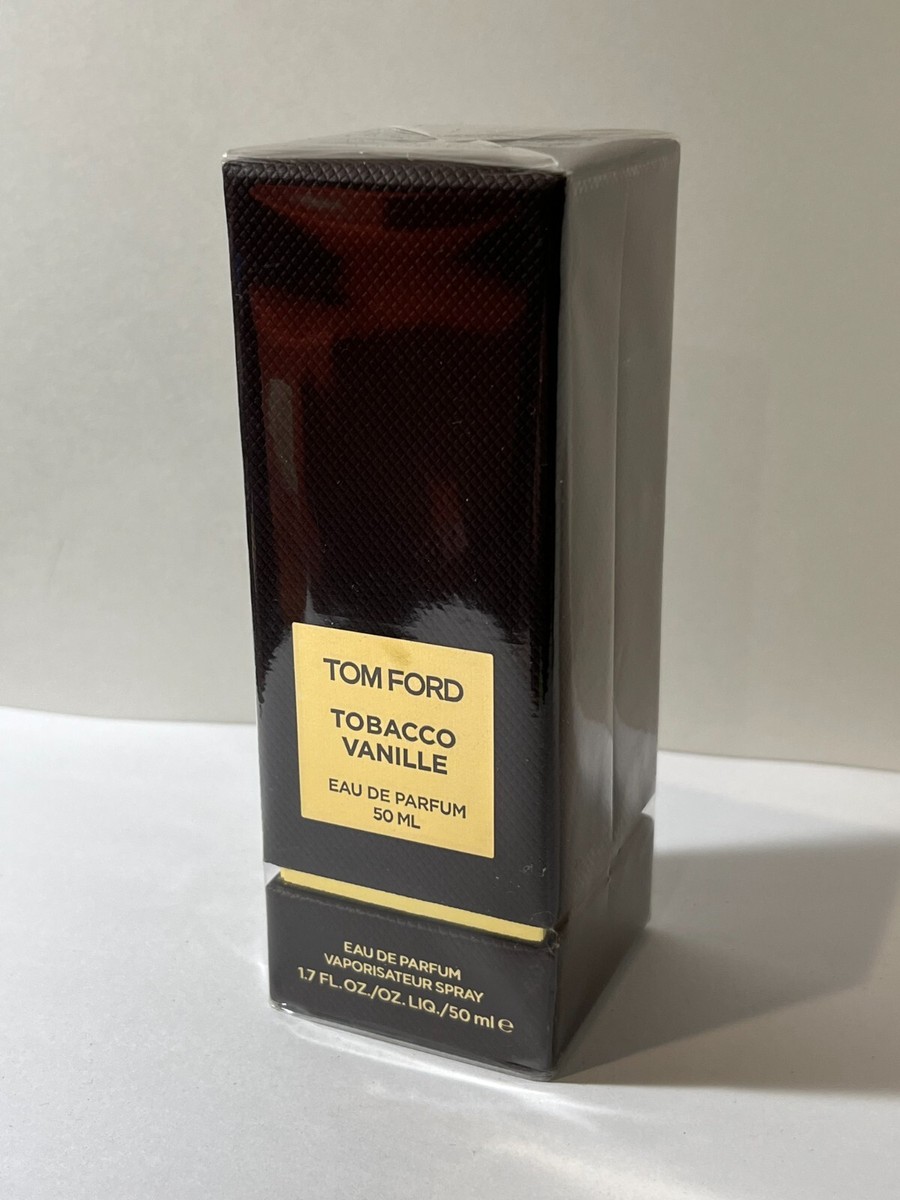 TOM FORD
TOBACCO
VANILLE
EAU DE PARFUM
50 ML
EAU DE PARFUM
VAPORISATEUR SPRAY
1.7 FL. OZ./OZ. LIQ./50 ml ℮